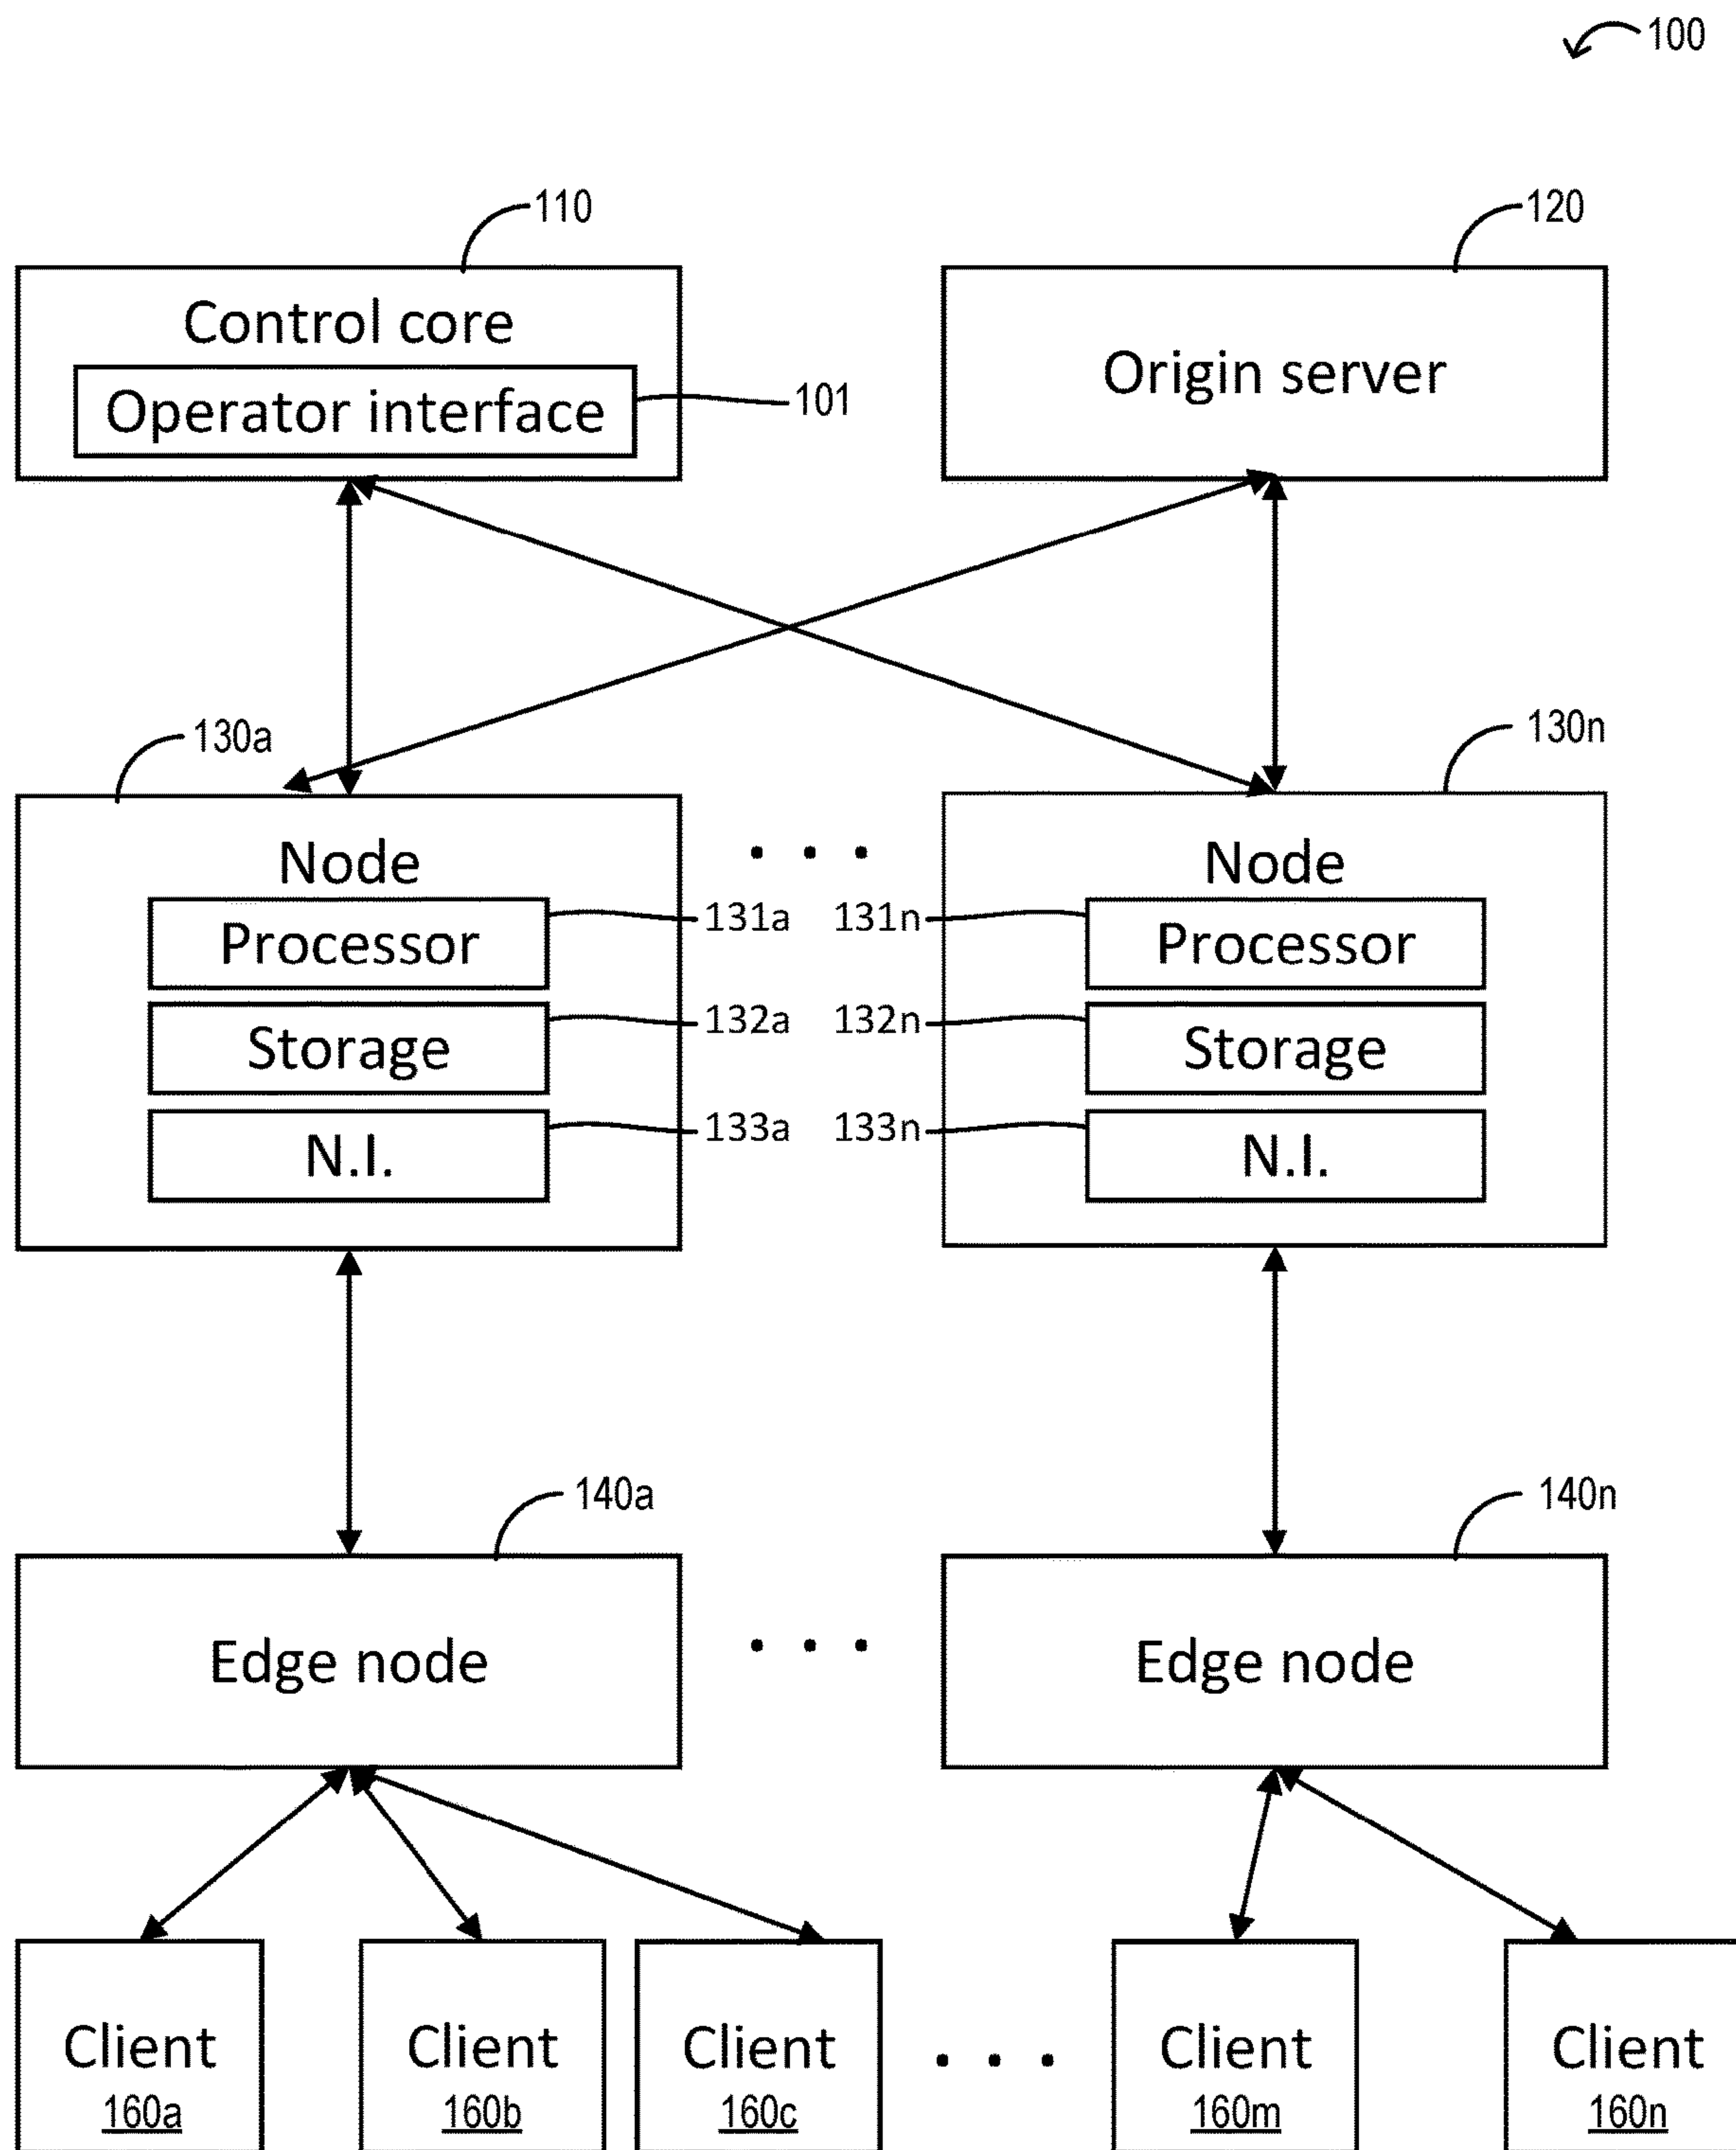 100
110
120
Control core
Operator interface
101
Origin server
130a
130n
Node
Node
Processor
131a
131n
Processor
Storage
132a
132n
Storage
N.I.
133a
133n
N.I.
140a
140n
Edge node
Edge node
Client
160a
Client
160b
Client
160c
Client
160m
Client
160n